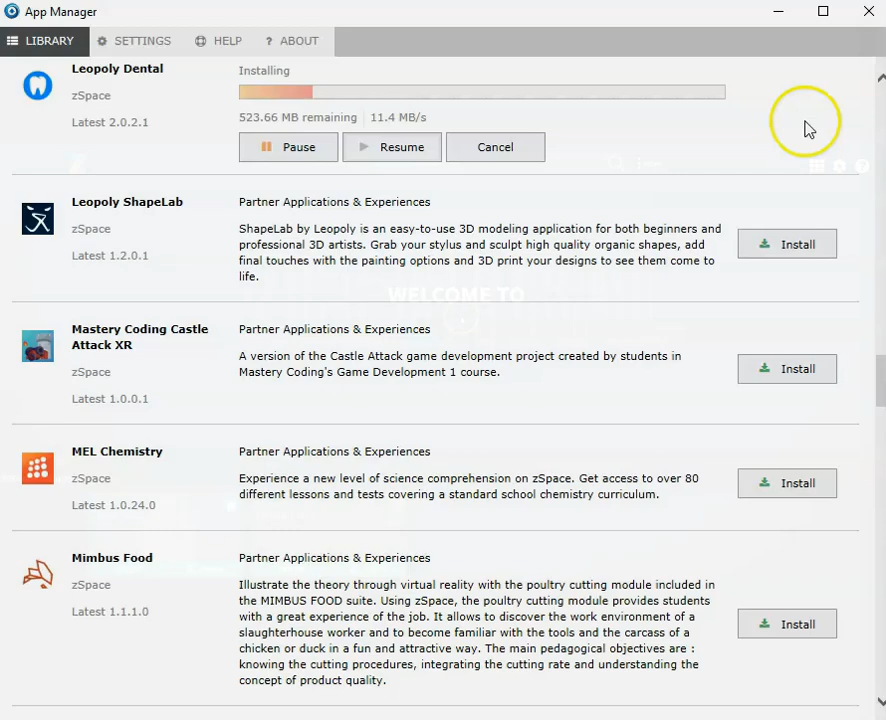 App Manager
LIBRARY SETTINGS HELP ? ABOUT
Leopoly Dental
zSpace
Latest 2.0.2.1
Installing
523.66 MB remaining 11.4 MB/s
Pause Resume Cancel
Leopoly ShapeLab
zSpace
Latest 1.2.0.1
Partner Applications & Experiences
ShapeLab by Leopoly is an easy-to-use 3D modeling application for both beginners and
professional 3D artists. Grab your stylus and sculpt high quality organic shapes, add
final touches with the painting options and 3D print your designs to see them come to
life.
Install
WELCOME TO
Mastery Coding Castle
Attack XR
zSpace
Latest 1.0.0.1
Partner Applications & Experiences
A version of the Castle Attack game development project created by students in
Mastery Coding's Game Development 1 course.
Install
MEL Chemistry
zSpace
Latest 1.0.24.0
Partner Applications & Experiences
Experience a new level of science comprehension on zSpace. Get access to over 80
different lessons and tests covering a standard school chemistry curriculum.
Install
Mimbus Food
zSpace
Latest 1.1.1.0
Partner Applications & Experiences
Illustrate the theory through virtual reality with the poultry cutting module included in
the MIMBUS FOOD suite. Using zSpace, the poultry cutting module provides students
with a great experience of the job. It allows to discover the work environment of a
slaughterhouse worker and to become familiar with the tools and the carcass of a
chicken or duck in a fun and attractive way. The main pedagogical objectives are :
knowing the cutting procedures, integrating the cutting rate and understanding the
concept of product quality.
Install